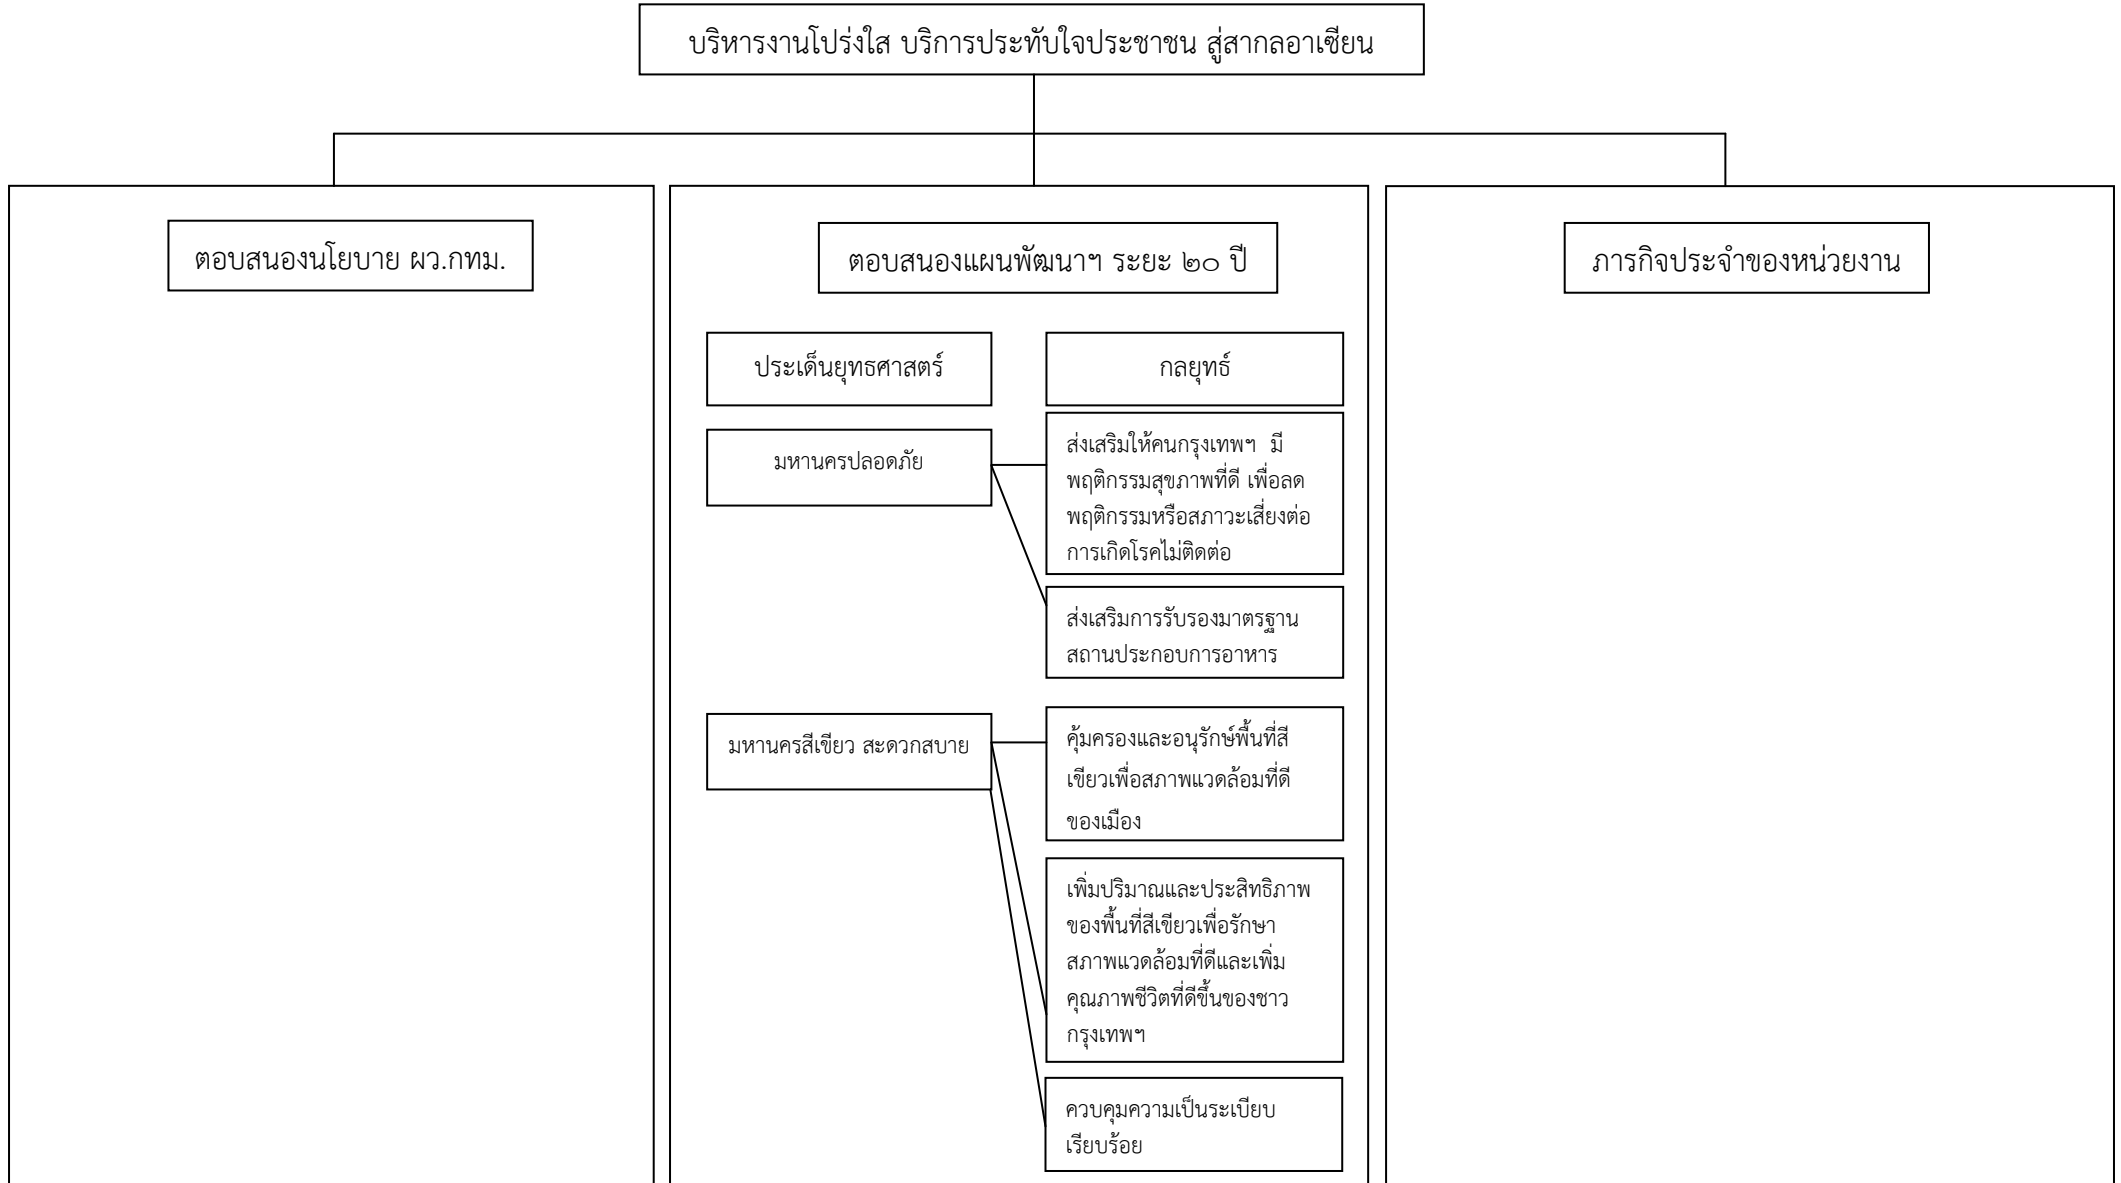 บริหารงานโปร่งใส บริการประทับใจประชาชน สู่สากลอาเซียน
ตอบสนองนโยบาย ผว.กทม.
ตอบสนองแผนพัฒนาฯ ระยะ ๒๐ ปี
ภารกิจประจำของหน่วยงาน
ประเด็นยุทธศาสตร์
กลยุทธ์
มหานครปลอดภัย
ส่งเสริมให้คนกรุงเทพฯ มี
พฤติกรรมสุขภาพที่ดี เพื่อลด
พฤติกรรมหรือสภาวะเสี่ยงต่อ
การเกิดโรคไม่ติดต่อ
ส่งเสริมการรับรองมาตรฐาน
สถานประกอบการอาหาร
มหานครสีเขียว สะดวกสบาย
คุ้มครองและอนุรักษ์พื้นที่สี
เขียวเพื่อสภาพแวดล้อมที่ดี
ของเมือง
เพิ่มปริมาณและประสิทธิภาพ
ของพื้นที่สีเขียวเพื่อรักษา
สภาพแวดล้อมที่ดีและเพิ่ม
คุณภาพชีวิตที่ดีขึ้นของชาว
กรุงเทพฯ
ควบคุมความเป็นระเบียบ
เรียบร้อย